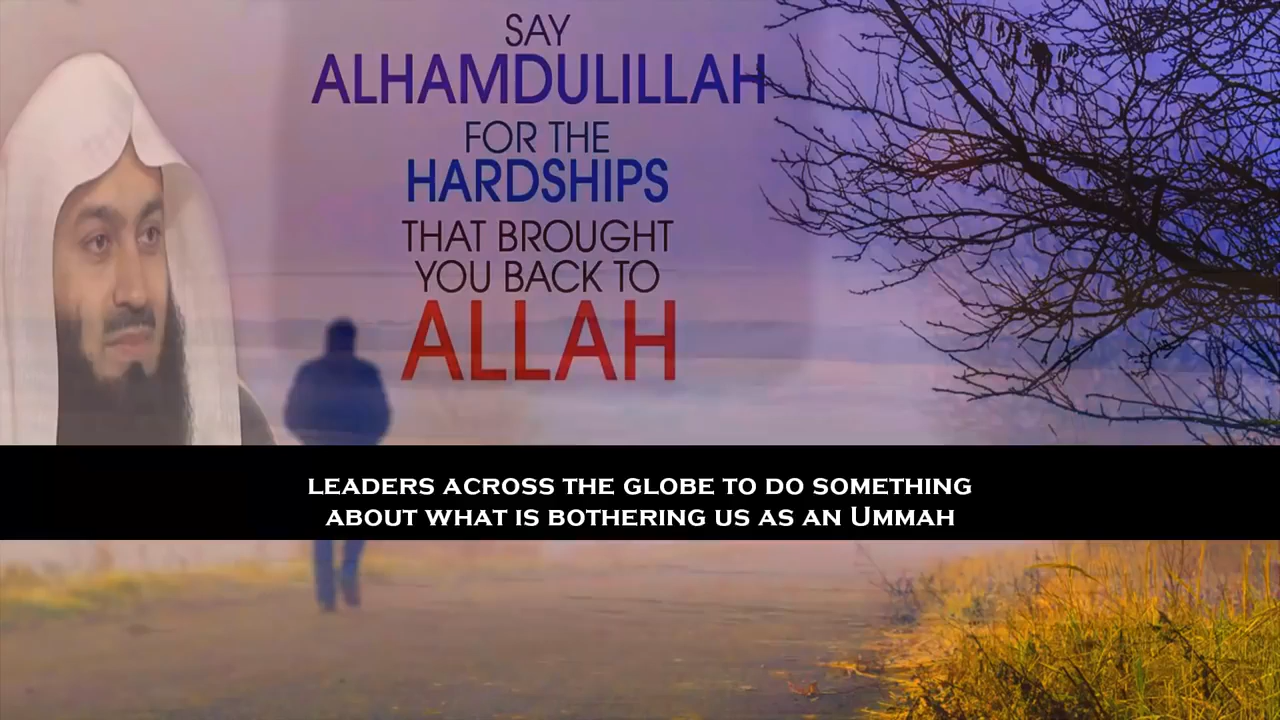 SAY
ALHAMDULILLAH
FOR THE
HARDSHIPS
THAT BROUGHT
YOU BACK TO
ALLAH
LEADERS ACROSS THE GLOBE TO DO SOMETHING
ABOUT WHAT IS BOTHERING US AS AN UMMAH